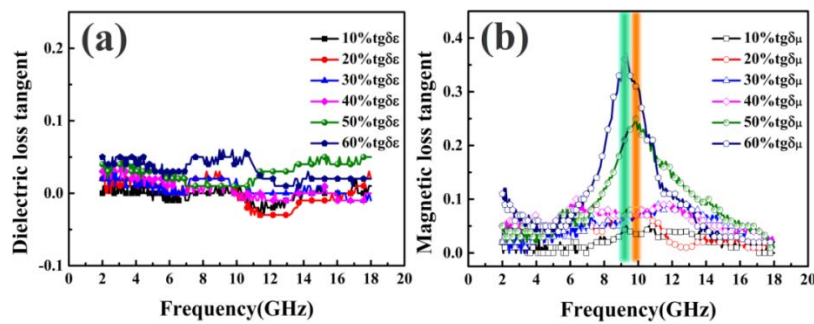 (a)
10%tgδε
20%tgδε
30%tgδε
40%tgδε
50%tgδε
60%tgδε
Dielectric loss tangent
0.2
0.1
0.0
-0.1
0 2 4 6 8 10 12 14 16 18 20
Frequency(GHz)
(b)
10%tgδμ
20%tgδμ
30%tgδμ
40%tgδμ
50%tgδμ
60%tgδμ
Magnetic loss tangent
0.4
0.3
0.2
0.1
0.0
0 2 4 6 8 10 12 14 16 18 20
Frequency(GHz)